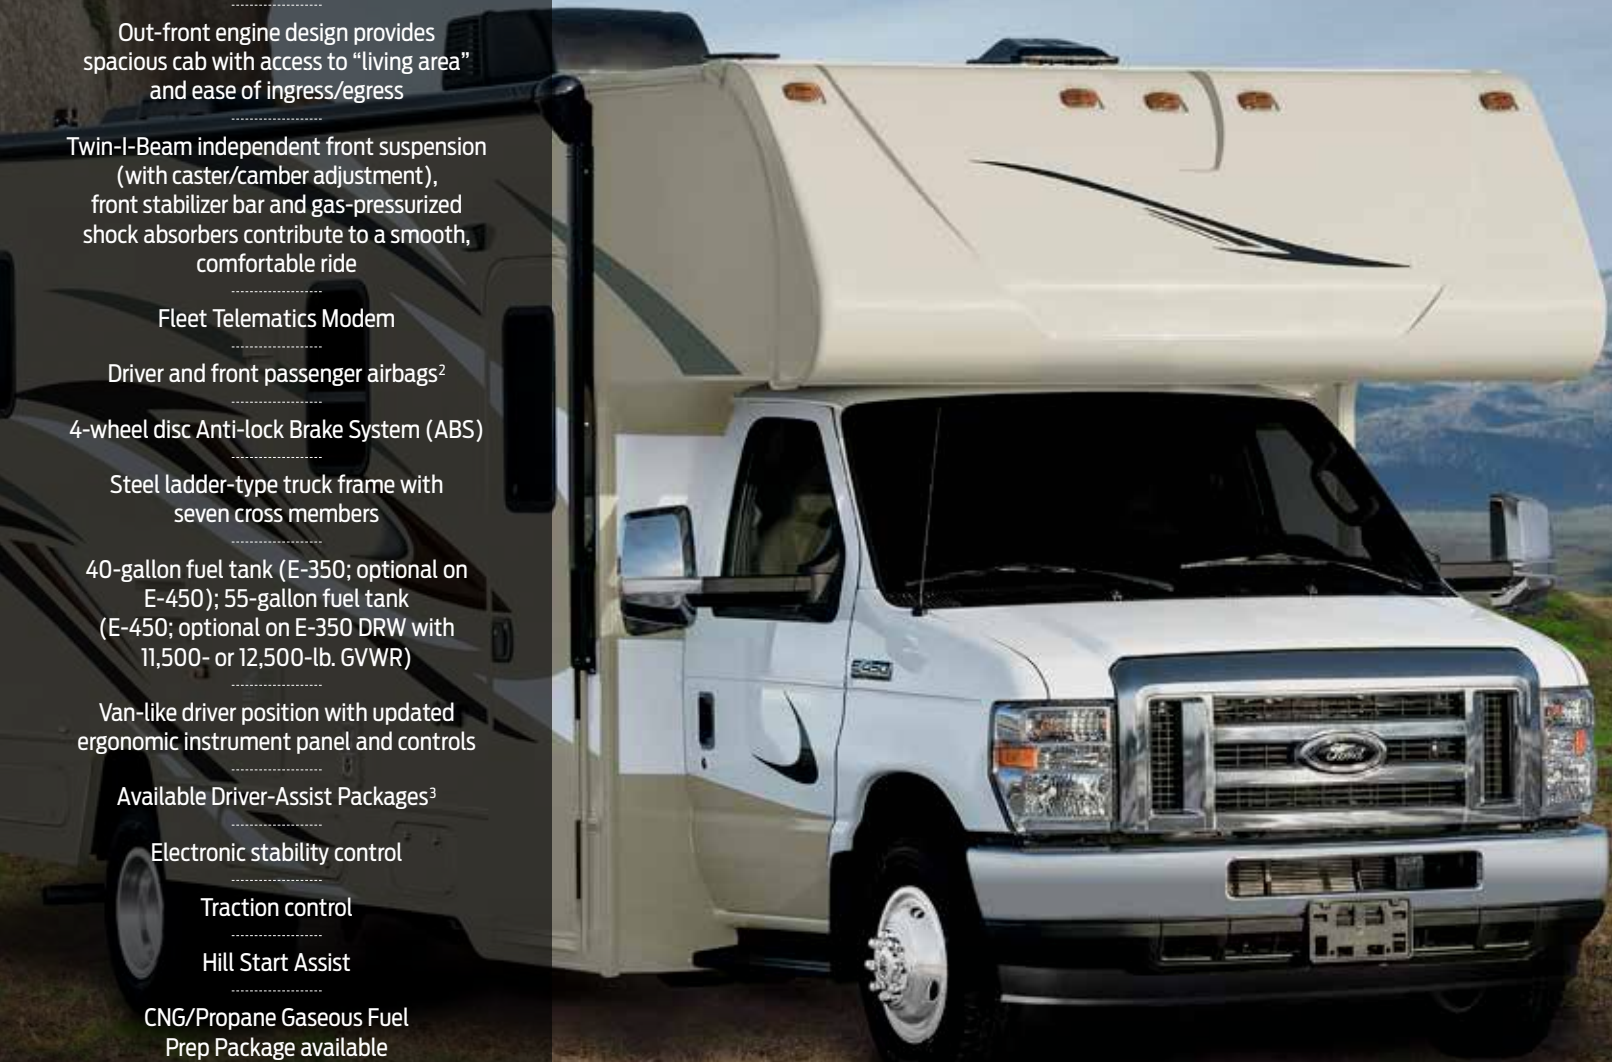 Out-front engine design provides
spacious cab with access to “living area”
and ease of ingress/egress
Twin-I-Beam independent front suspension
(with caster/camber adjustment),
front stabilizer bar and gas-pressurized
shock absorbers contribute to a smooth,
comfortable ride
Fleet Telematics Modem
Driver and front passenger airbags²
4-wheel disc Anti-lock Brake System (ABS)
Steel ladder-type truck frame with
seven cross members
40-gallon fuel tank (E-350; optional on
E-450); 55-gallon fuel tank
(E-450; optional on E-350 DRW with
11,500- or 12,500-lb. GVWR)
Van-like driver position with updated
ergonomic instrument panel and controls
Available Driver-Assist Packages³
Electronic stability control
Traction control
Hill Start Assist
CNG/Propane Gaseous Fuel
Prep Package available
E-450
Ford